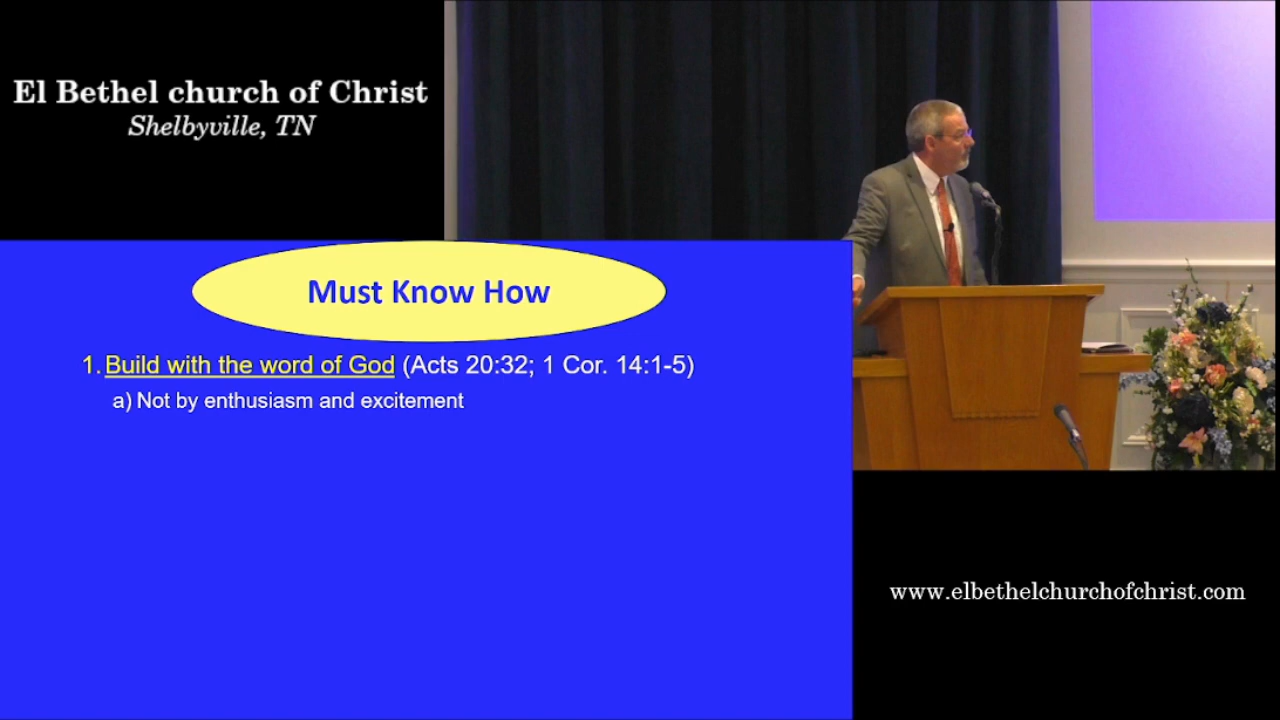 El Bethel church of Christ
Shelbyville, TN
Must Know How
1. Build with the word of God (Acts 20:32; 1 Cor. 14:1-5)
a) Not by enthusiasm and excitement
www.elbethelchurchofchrist.com